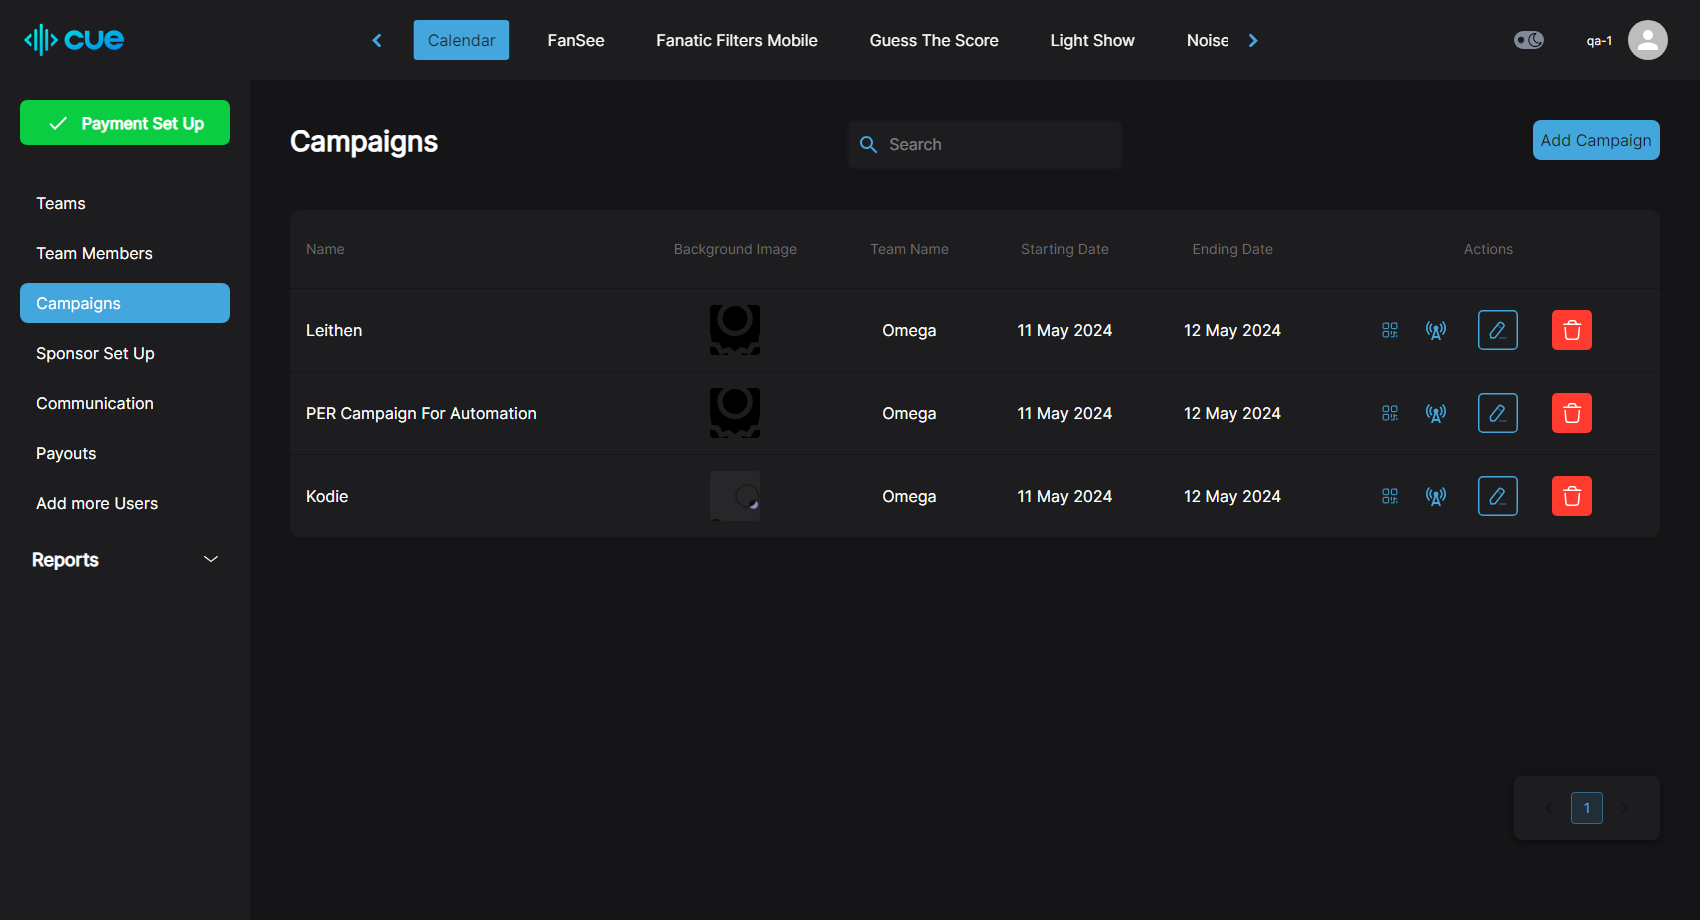 cue
Calendar
FanSee
Fanatic Filters Mobile
Guess The Score
Light Show
Noise
qa-1
Payment Set Up
Teams
Team Members
Campaigns
Sponsor Set Up
Communication
Payouts
Add more Users
Reports
Campaigns
Search
Add Campaign
Name Background Image Team Name Starting Date Ending Date Actions
Leithen Omega 11 May 2024 12 May 2024
PER Campaign For Automation Omega 11 May 2024 12 May 2024
Kodie Omega 11 May 2024 12 May 2024
1